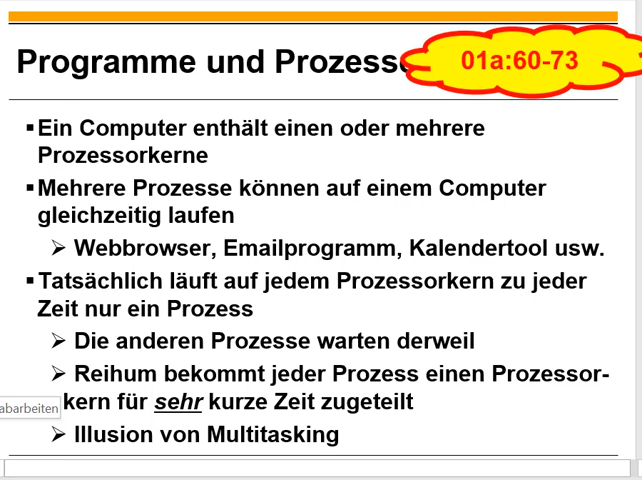 Programme und Prozess
01a:60-73
Ein Computer enthält einen oder mehrere
Prozessorkerne
Mehrere Prozesse können auf einem Computer
gleichzeitig laufen
Webbrowser, Emailprogramm, Kalendertool usw.
Tatsächlich läuft auf jedem Prozessorkern zu jeder
Zeit nur ein Prozess
Die anderen Prozesse warten derweil
Reihum bekommt jeder Prozess einen Prozessor-
kern für sehr kurze Zeit zugeteilt
abarbeiten
Illusion von Multitasking